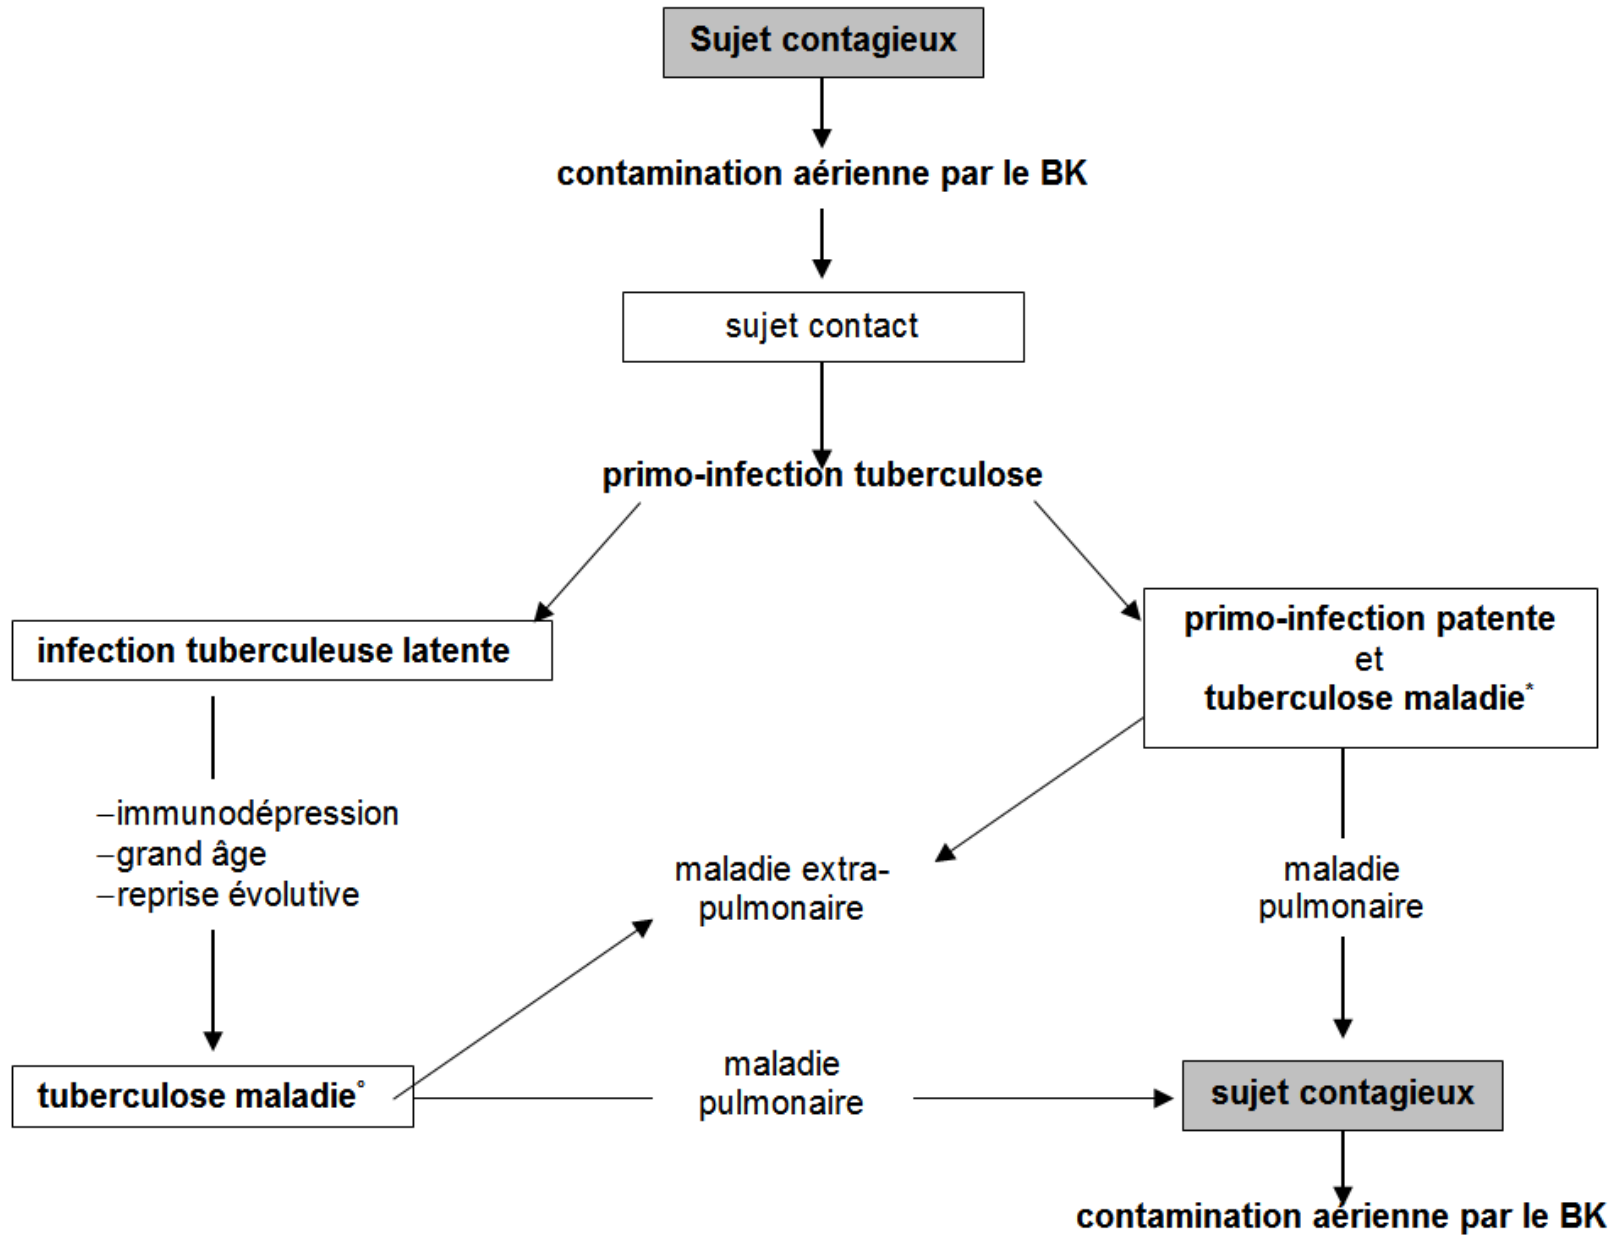 Sujet contagieux
contamination aérienne par le BK
sujet contact
primo-infection tuberculose
infection tuberculeuse latente
primo-infection patente
et
tuberculose maladie*
–immunodépression
–grand âge
–reprise évolutive
maladie extra-
pulmonaire
maladie
pulmonaire
tuberculose maladie°
maladie
pulmonaire
sujet contagieux
contamination aérienne par le BK